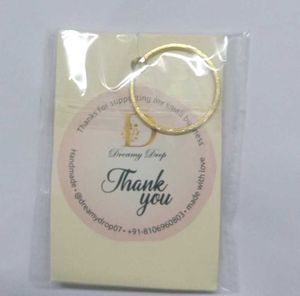 Thanks for supporting my small business
D
Dreamy Drop
Thank
you
Handmade • @dreamydrop07 • +91-8106960803 • made with love